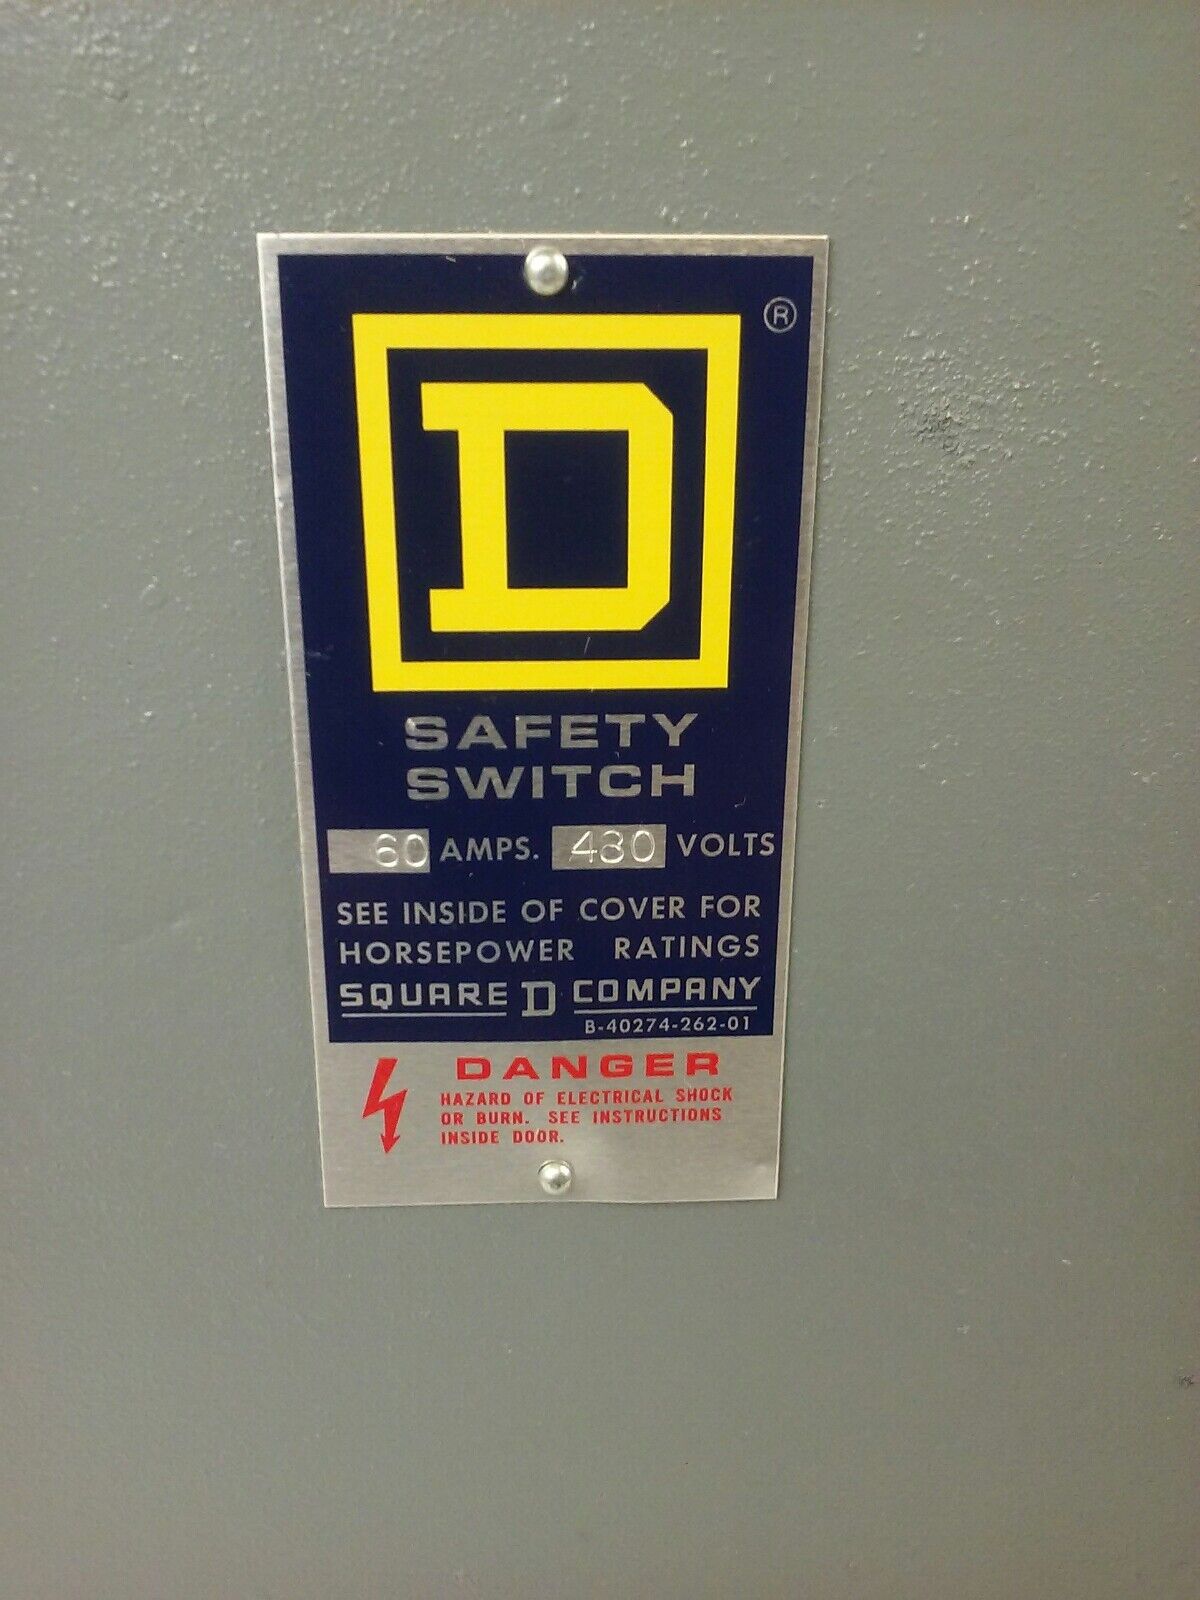 D ®
SAFETY
SWITCH
60 AMPS. 480 VOLTS
SEE INSIDE OF COVER FOR
HORSEPOWER RATINGS
SQUARE D COMPANY
B-40274-262-01
DANGER
HAZARD OF ELECTRICAL SHOCK
OR BURN. SEE INSTRUCTIONS
INSIDE DOOR.